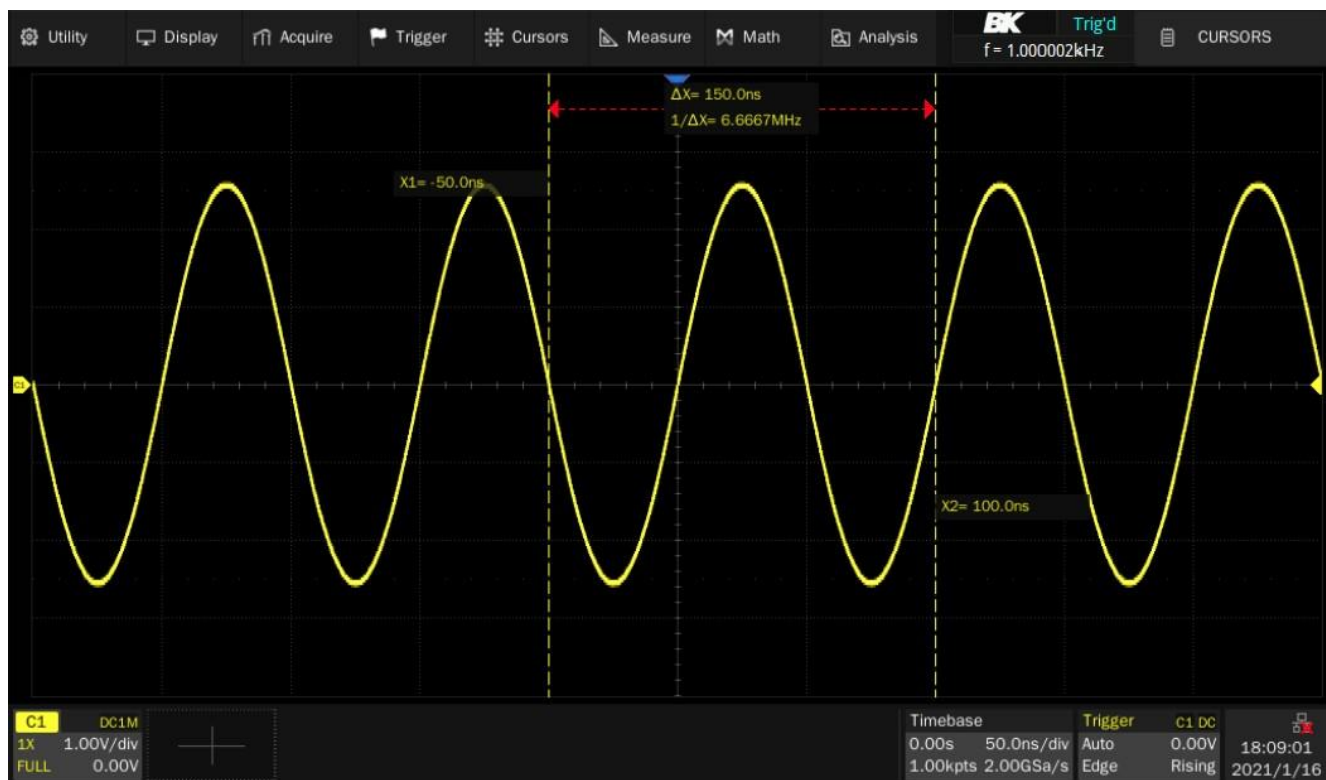 Utility Display Acquire Trigger Cursors Measure Math Analysis BK Trig'd CURSORS
f = 1.000002kHz
ΔX= 150.0ns
1/ΔX= 6.6667MHz
X1= -50.0ns
C1
X2= 100.0ns
C1 DC1M
1X 1.00V/div
FULL 0.00V
Timebase
0.00s 50.0ns/div
1.00kpts 2.00GSa/s
Trigger C1 DC
Auto 0.00V
Edge Rising
18:09:01
2021/1/16